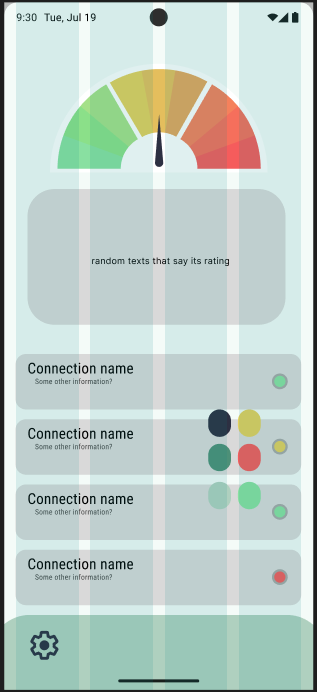 9:30 Tue, Jul 19
random texts that say its rating
Connection name
Some other information?
Connection name
Some other information?
Connection name
Some other information?
Connection name
Some other information?